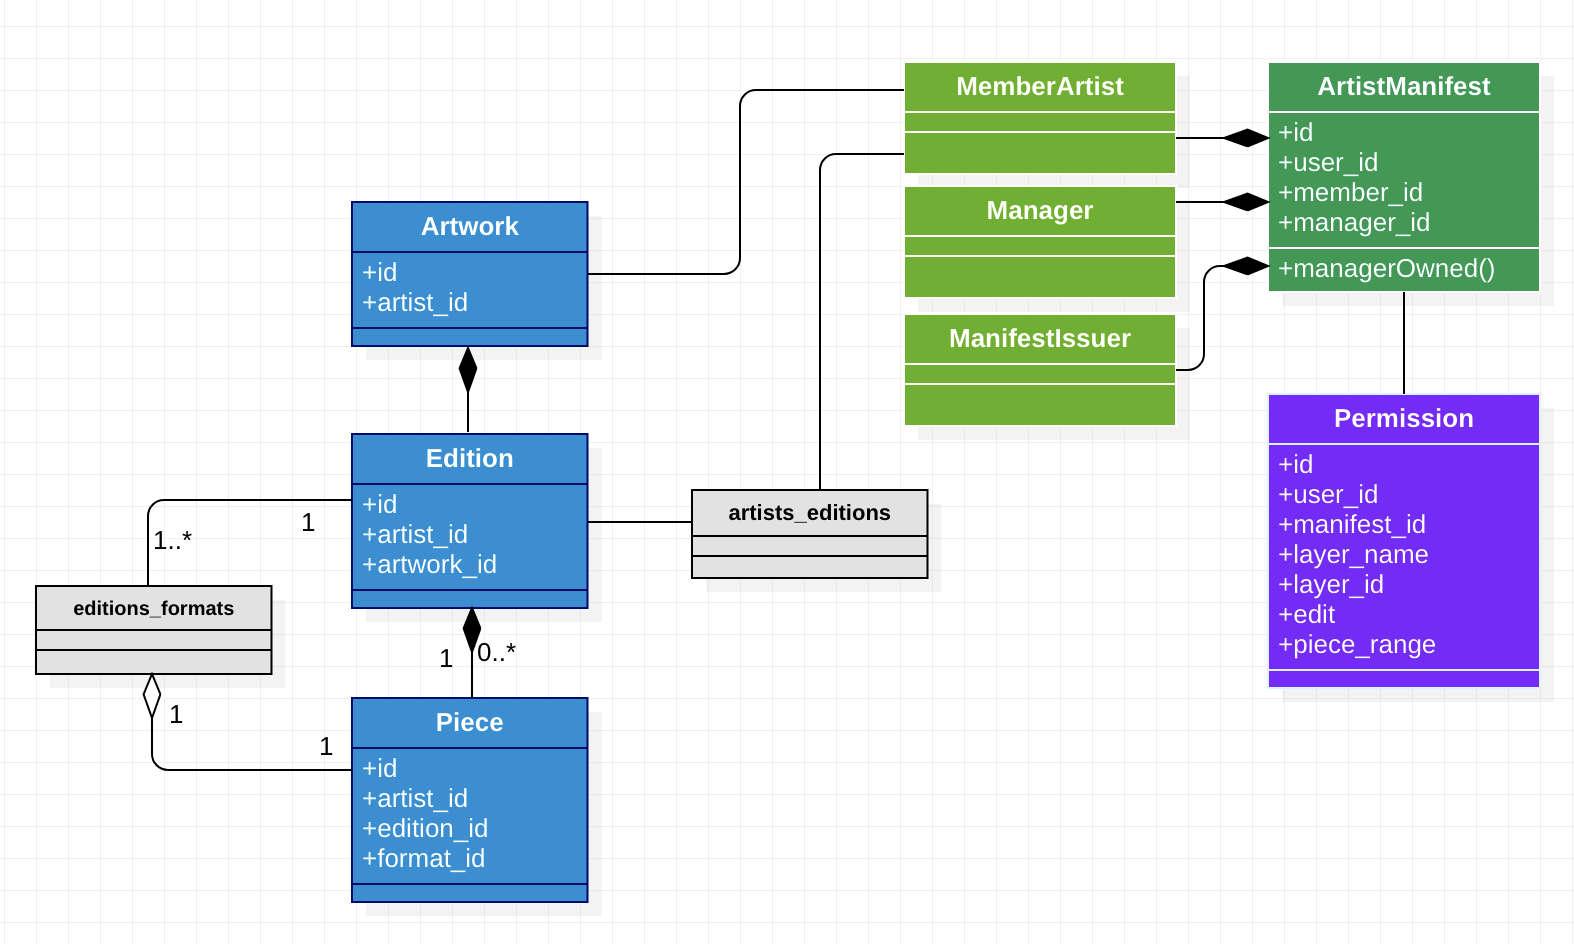 MemberArtist
ArtistManifest
+id
+user_id
+member_id
+manager_id
+managerOwned()
Manager
ManifestIssuer
Artwork
+id
+artist_id
Permission
+id
+user_id
+manifest_id
+layer_name
+layer_id
+edit
+piece_range
Edition
+id
+artist_id
+artwork_id
artists_editions
1
1..*
editions_formats
1
0..*
1
1
Piece
+id
+artist_id
+edition_id
+format_id